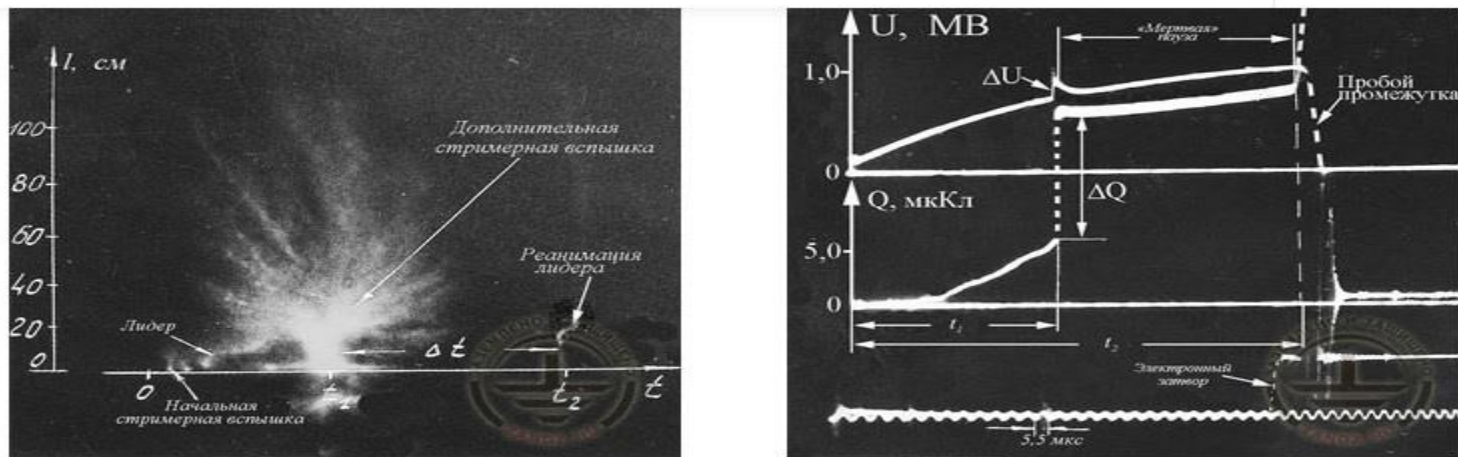 l, см
100
80
60
40
20
0
Дополнительная
стримерная вспышка
Реанимация
лидера
Лидер
Δt
0
t₁
t₂
t
Начальная
стримерная вспышка
U, МВ
«Мертвая»
пауза
1,0
ΔU
Пробой
промежутка
0
Q, мкКл
ΔQ
5,0
0
t₁
t₂
Электронный
затвор
5,5 мкс